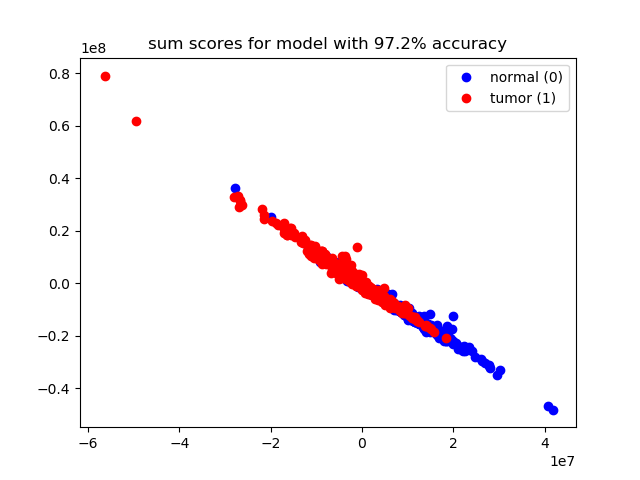 sum scores for model with 97.2% accuracy
1e8
normal (0)
tumor (1)
0.8
0.6
0.4
0.2
0.0
−0.2
−0.4
−6
−4
−2
0
2
4
1e7